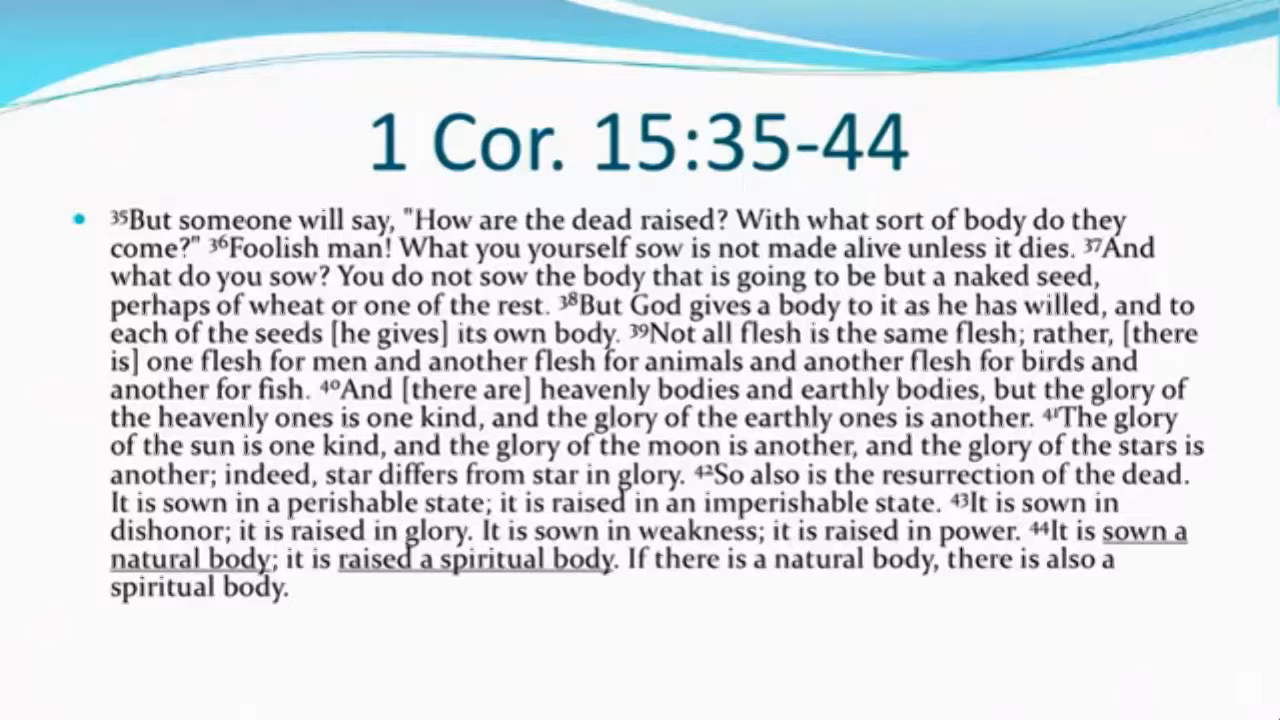 1 Cor. 15:35-44
• ³⁵But someone will say, "How are the dead raised? With what sort of body do they
come?" ³⁶Foolish man! What you yourself sow is not made alive unless it dies. ³⁷And
what do you sow? You do not sow the body that is going to be but a naked seed,
perhaps of wheat or one of the rest. ³⁸But God gives a body to it as he has willed, and to
each of the seeds [he gives] its own body. ³⁹Not all flesh is the same flesh; rather, [there
is] one flesh for men and another flesh for animals and another flesh for birds and
another for fish. ⁴⁰And [there are] heavenly bodies and earthly bodies, but the glory of
the heavenly ones is one kind, and the glory of the earthly ones is another. ⁴¹The glory
of the sun is one kind, and the glory of the moon is another, and the glory of the stars is
another; indeed, star differs from star in glory. ⁴²So also is the resurrection of the dead.
It is sown in a perishable state; it is raised in an imperishable state. ⁴³It is sown in
dishonor; it is raised in glory. It is sown in weakness; it is raised in power. ⁴⁴It is sown a
natural body; it is raised a spiritual body. If there is a natural body, there is also a
spiritual body.